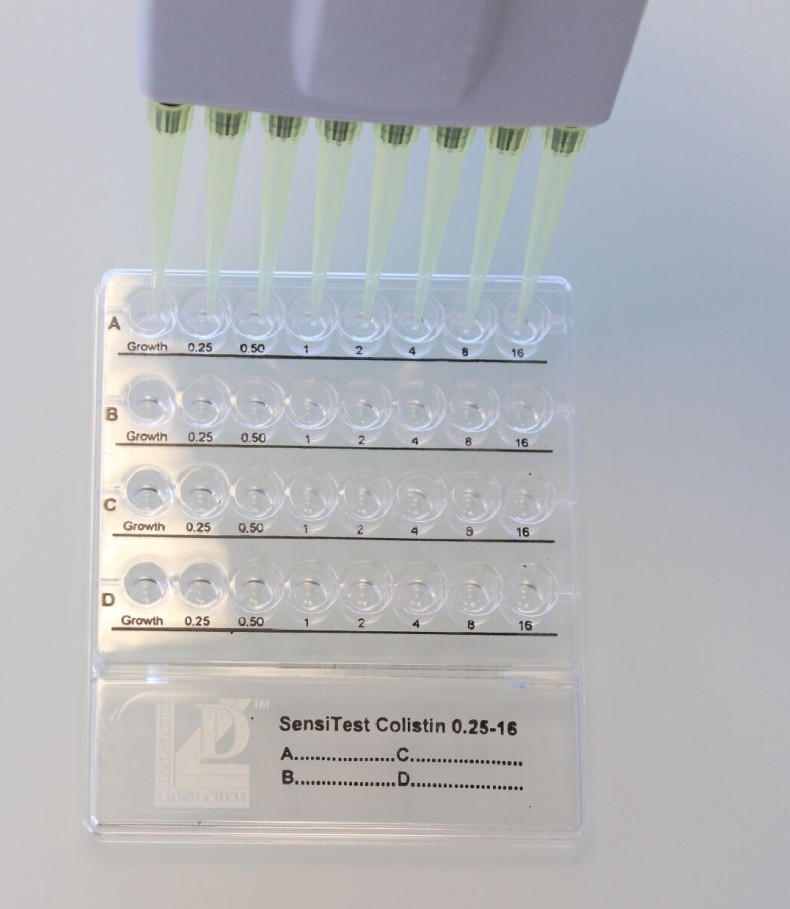 A
Growth 0.25 0.50 1 2 4 8 16
B
Growth 0.25 0.50 1 2 4 8 16
C
Growth 0.25 0.50 1 2 4 8 16
D
Growth 0.25 0.50 1 2 4 8 16
SensiTest Colistin 0.25-16
A...................C......................
B...................D......................